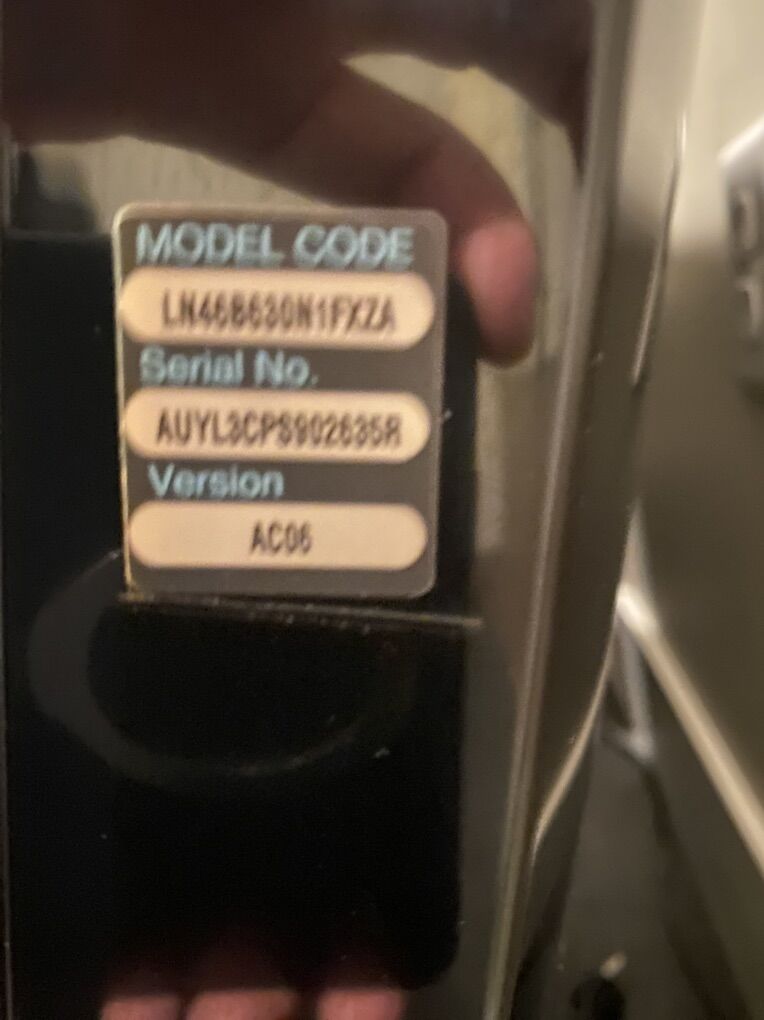 MODEL CODE
LN46B630N1FXZA
Serial No.
AUYL3CPS902635R
Version
AC06